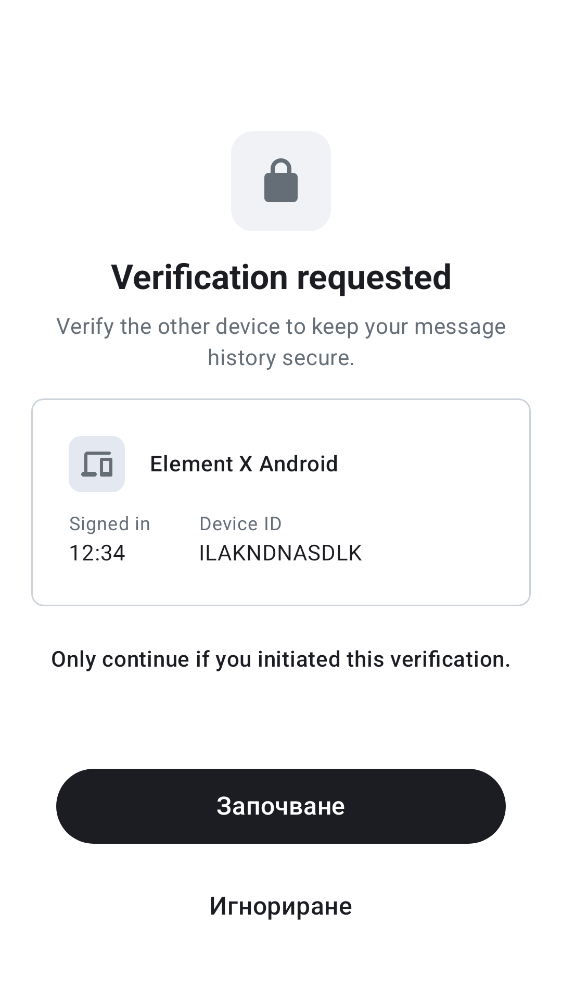 Verification requested
Verify the other device to keep your message
history secure.
Element X Android
Signed in
Device ID
12:34
ILAKNDNASDLK
Only continue if you initiated this verification.
Започване
Игнориране